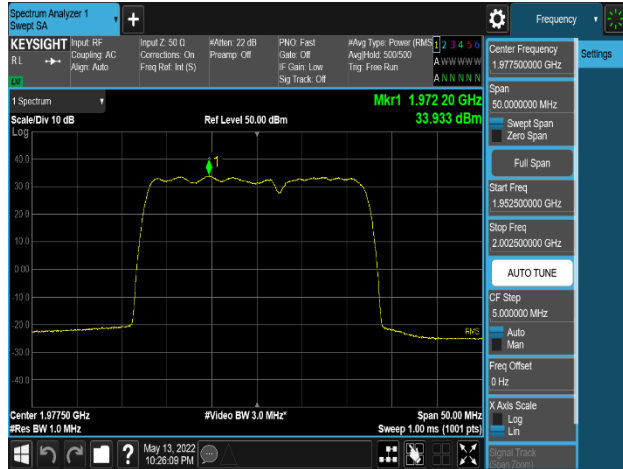 Spectrum Analyzer 1
Swept SA
+
Frequency
KEYSIGHT
Input: RF
Coupling: AC
Align: Auto
Input Z: 50 Ω
Corrections: On
Freq Ref: Int (S)
#Atten: 22 dB
Preamp: Off
PNO: Fast
Gate: Off
IF Gain: Low
Sig Track: Off
#Avg Type: Power (RMS
Avg|Hold: 500/500
Trig: Free Run
1 2 3 4 5 6
A W W W W W
A N N N N N
RL
LXI
1 Spectrum
Mkr1 1.972 20 GHz
33.933 dBm
Scale/Div 10 dB
Ref Level 50.00 dBm
Log
40.0
30.0
20.0
10.0
0.00
-10.0
-20.0
-30.0
-40.0
1
RMS
Center 1.97750 GHz
#Res BW 1.0 MHz
#Video BW 3.0 MHz*
Span 50.00 MHz
Sweep 1.00 ms (1001 pts)
?
May 13, 2022
10:26:09 PM
Center Frequency
1.977500000 GHz
Settings
Span
50.0000000 MHz
Swept Span
Zero Span
Full Span
Start Freq
1.952500000 GHz
Stop Freq
2.002500000 GHz
AUTO TUNE
CF Step
5.000000 MHz
Auto
Man
Freq Offset
0 Hz
X Axis Scale
Log
Lin
Signal Track
(Span Zoom)